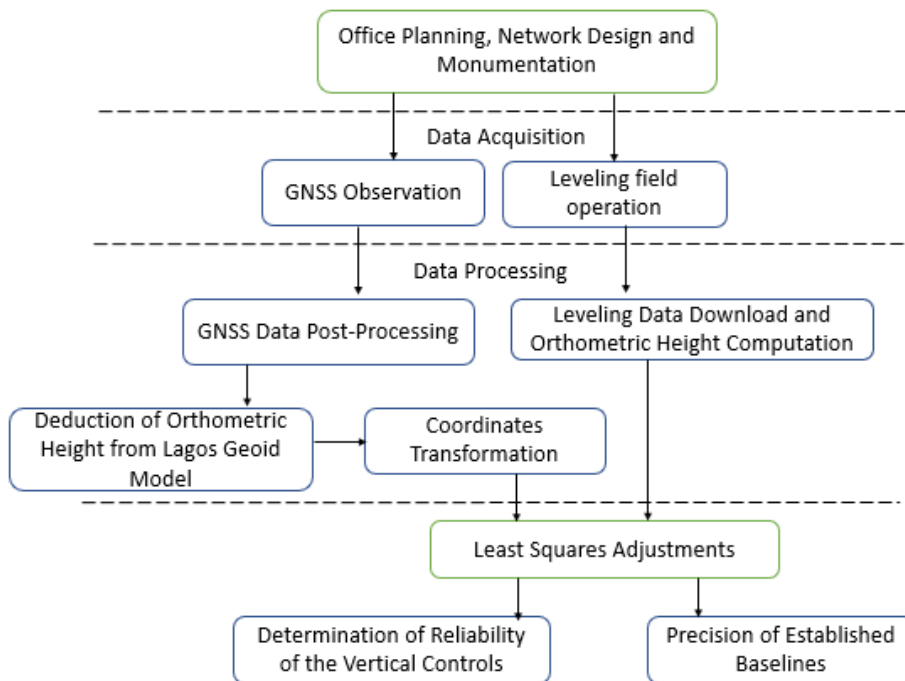 Office Planning, Network Design and
Monumentation
Data Acquisition
GNSS Observation
Leveling field
operation
Data Processing
GNSS Data Post-Processing
Leveling Data Download and
Orthometric Height Computation
Deduction of Orthometric
Height from Lagos Geoid
Model
Coordinates
Transformation
Least Squares Adjustments
Determination of Reliability
of the Vertical Controls
Precision of Established
Baselines